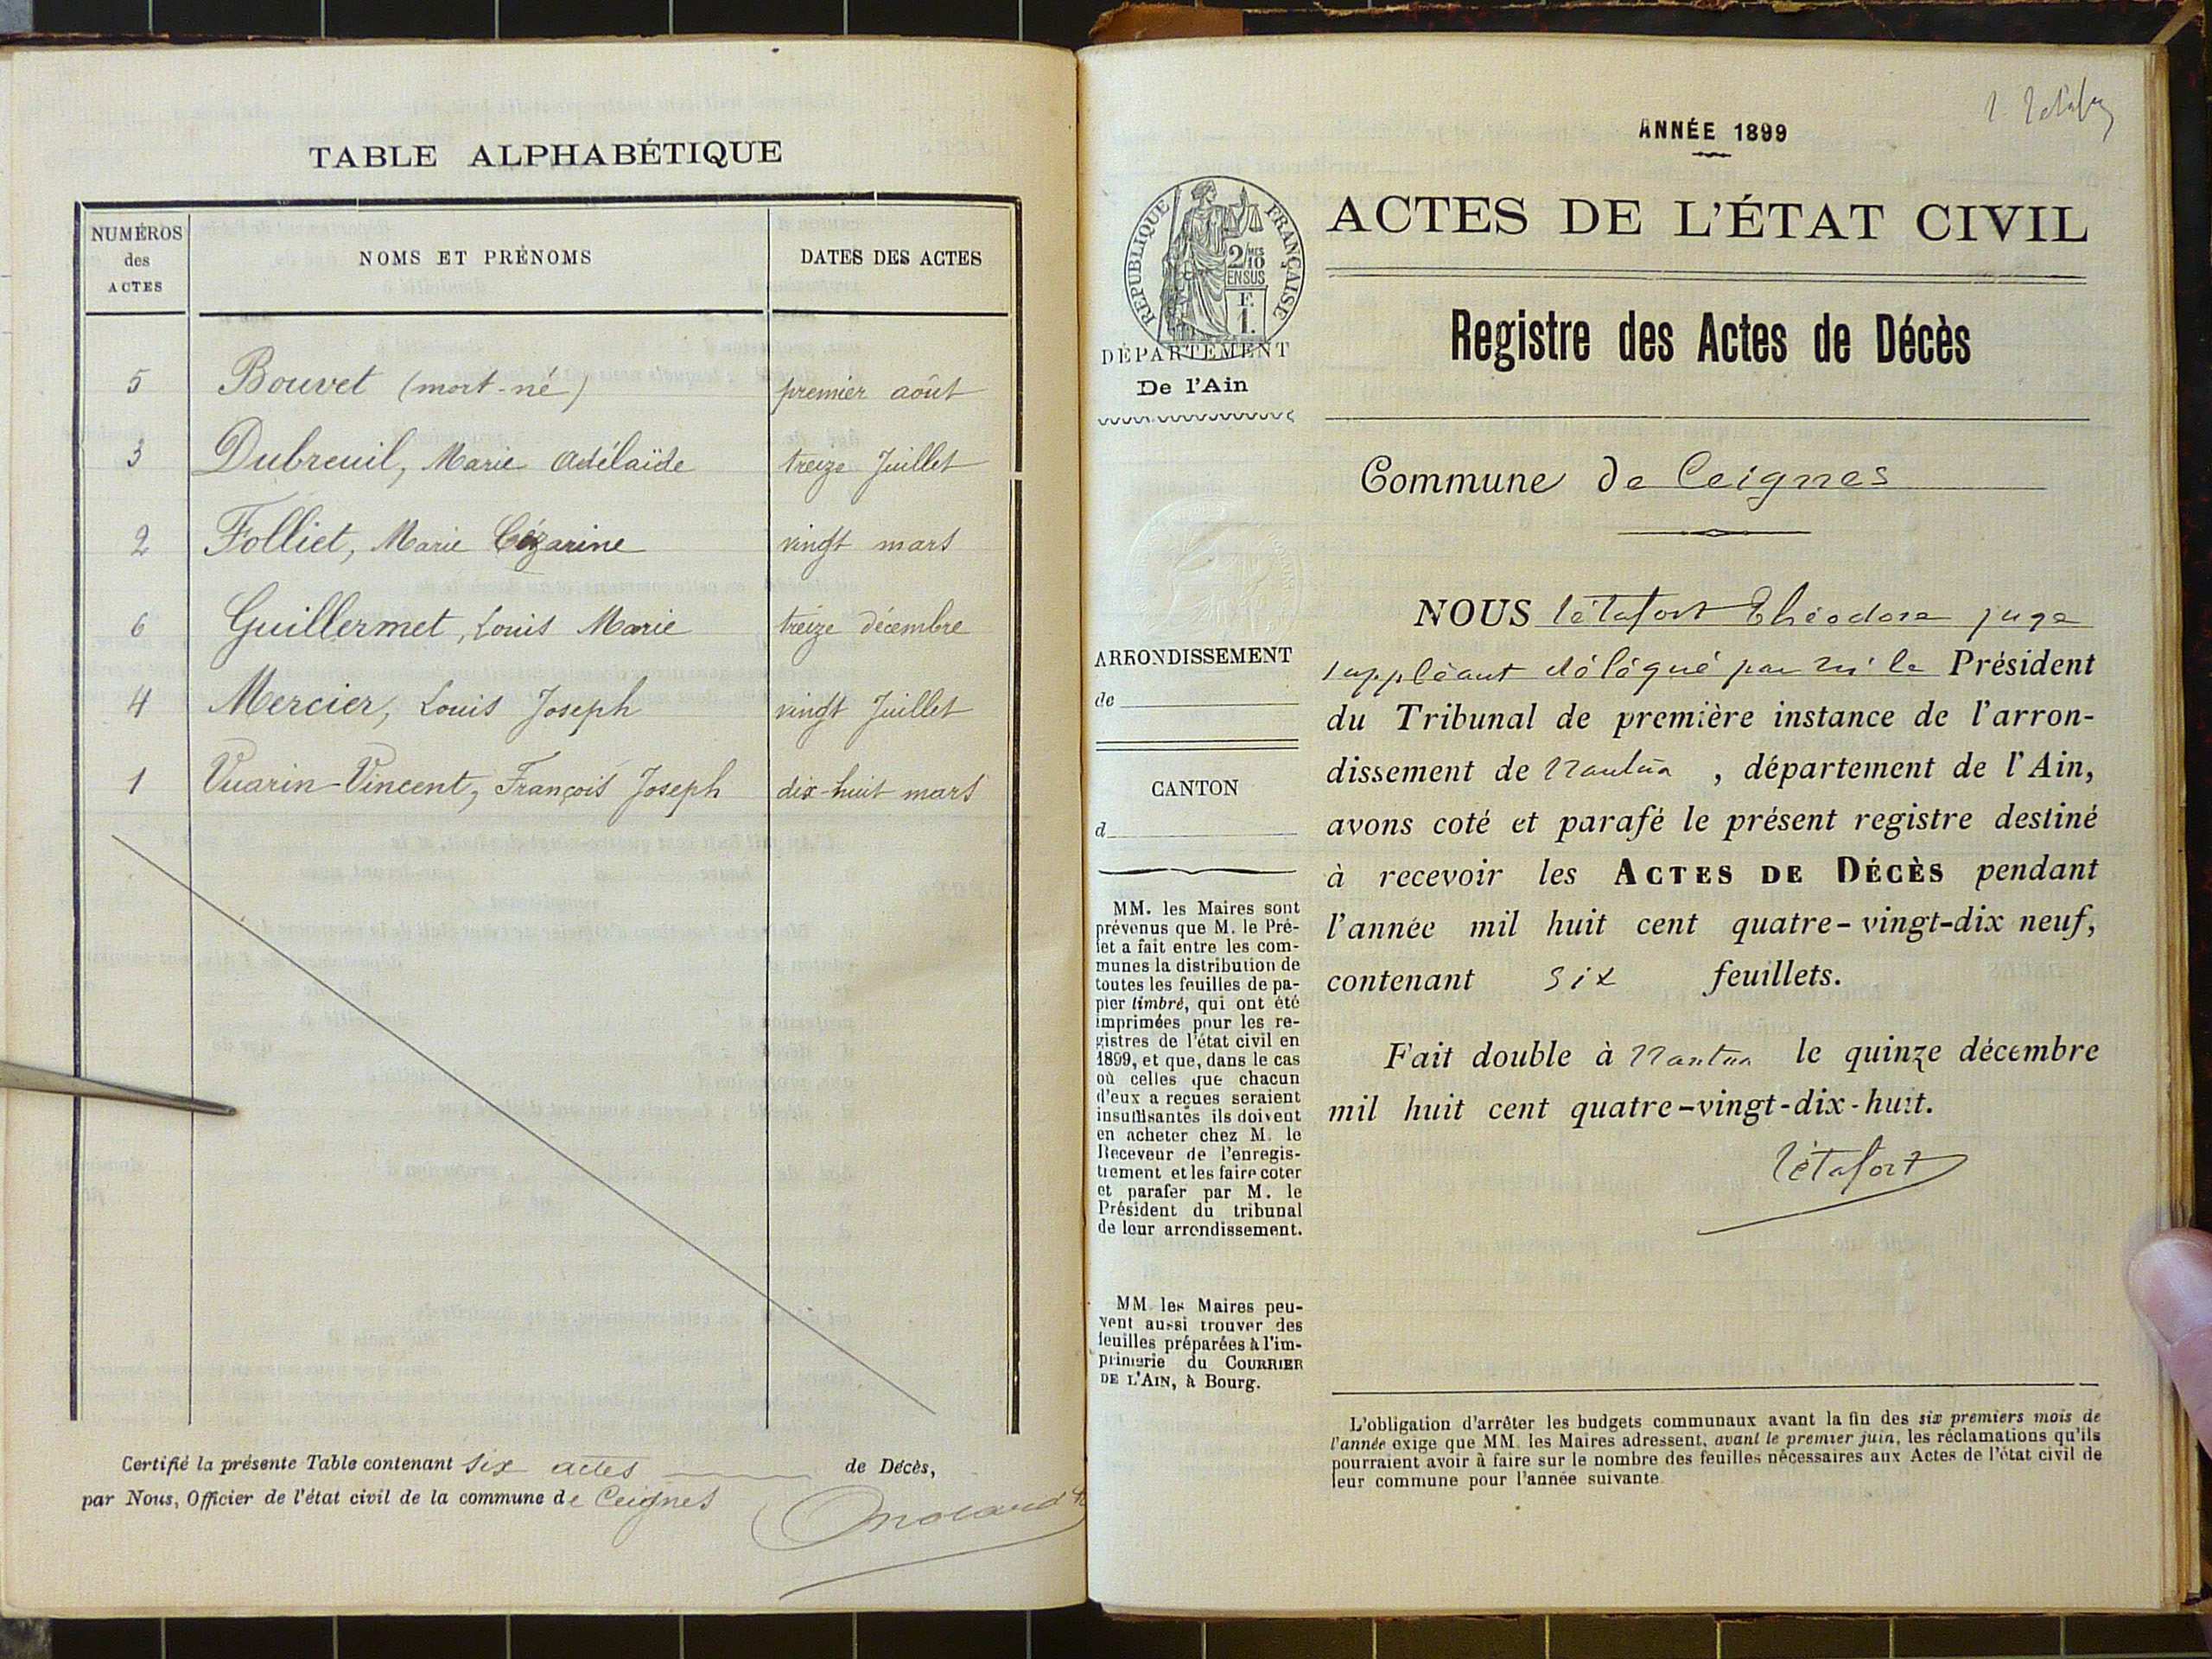 TABLE ALPHABÉTIQUE
NUMÉROS
des
ACTES
NOMS ET PRÉNOMS
DATES DES ACTES
5 Bouvet (mort-né) premier août
3 Dubreuil, Marie Adélaïde treize Juillet
2 Folliet, Marie Cézarine vingt mars
6 Guillermet, Louis Marie treize décembre
4 Mercier, Louis Joseph vingt Juillet
1 Vuarin-Vincent, François Joseph dix-huit mars
Certifié la présente Table contenant six actes de Décès,
par Nous, Officier de l'état civil de la commune de Ceignes
ANNÉE 1899
RÉPUBLIQUE FRANÇAISE
2/10
EN SUS
F.
1.
DÉPARTEMENT
De l'Ain
ARRONDISSEMENT
de
CANTON
d
MM. les Maires sont
prévenus que M. le Pré-
fet a fait entre les com-
munes la distribution de
toutes les feuilles de pa-
pier timbré, qui ont été
imprimées pour les re-
gistres de l'état civil en
1899, et que, dans le cas
où celles que chacun
d'eux a reçues seraient
insuffisantes ils doivent
en acheter chez M. le
Receveur de l'enregis-
trement et les faire coter
et parafer par M. le
Président du tribunal
de leur arrondissement.
MM. les Maires peu-
vent aussi trouver des
feuilles préparées à l'im-
primerie du COURRIER
DE L'AIN, à Bourg.
ACTES DE L'ÉTAT CIVIL
Registre des Actes de Décès
Commune de Ceignes
NOUS Létafort Théodore juge
suppléant délégué par M. le Président
du Tribunal de première instance de l'arron-
dissement de Nantua, département de l'Ain,
avons coté et parafé le présent registre destiné
à recevoir les ACTES DE DÉCÈS pendant
l'année mil huit cent quatre-vingt-dix neuf,
contenant six feuillets.
Fait double à Nantua le quinze décembre
mil huit cent quatre-vingt-dix-huit.
Létafort
L'obligation d'arrêter les budgets communaux avant la fin des six premiers mois de
l'année exige que MM. les Maires adressent, avant le premier juin, les réclamations qu'ils
pourraient avoir à faire sur le nombre des feuilles nécessaires aux Actes de l'état civil de
leur commune pour l'année suivante.